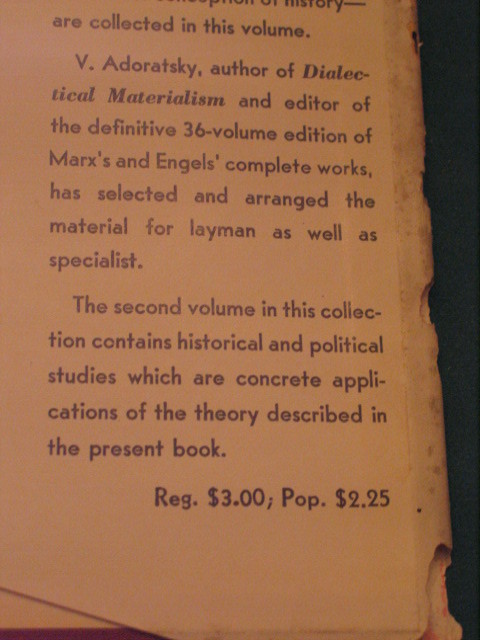 conception of history—
are collected in this volume.
V. Adoratsky, author of Dialec-
tical Materialism and editor of
the definitive 36-volume edition of
Marx's and Engels' complete works,
has selected and arranged the
material for layman as well as
specialist.
The second volume in this collec-
tion contains historical and political
studies which are concrete appli-
cations of the theory described in
the present book.
Reg. $3.00; Pop. $2.25